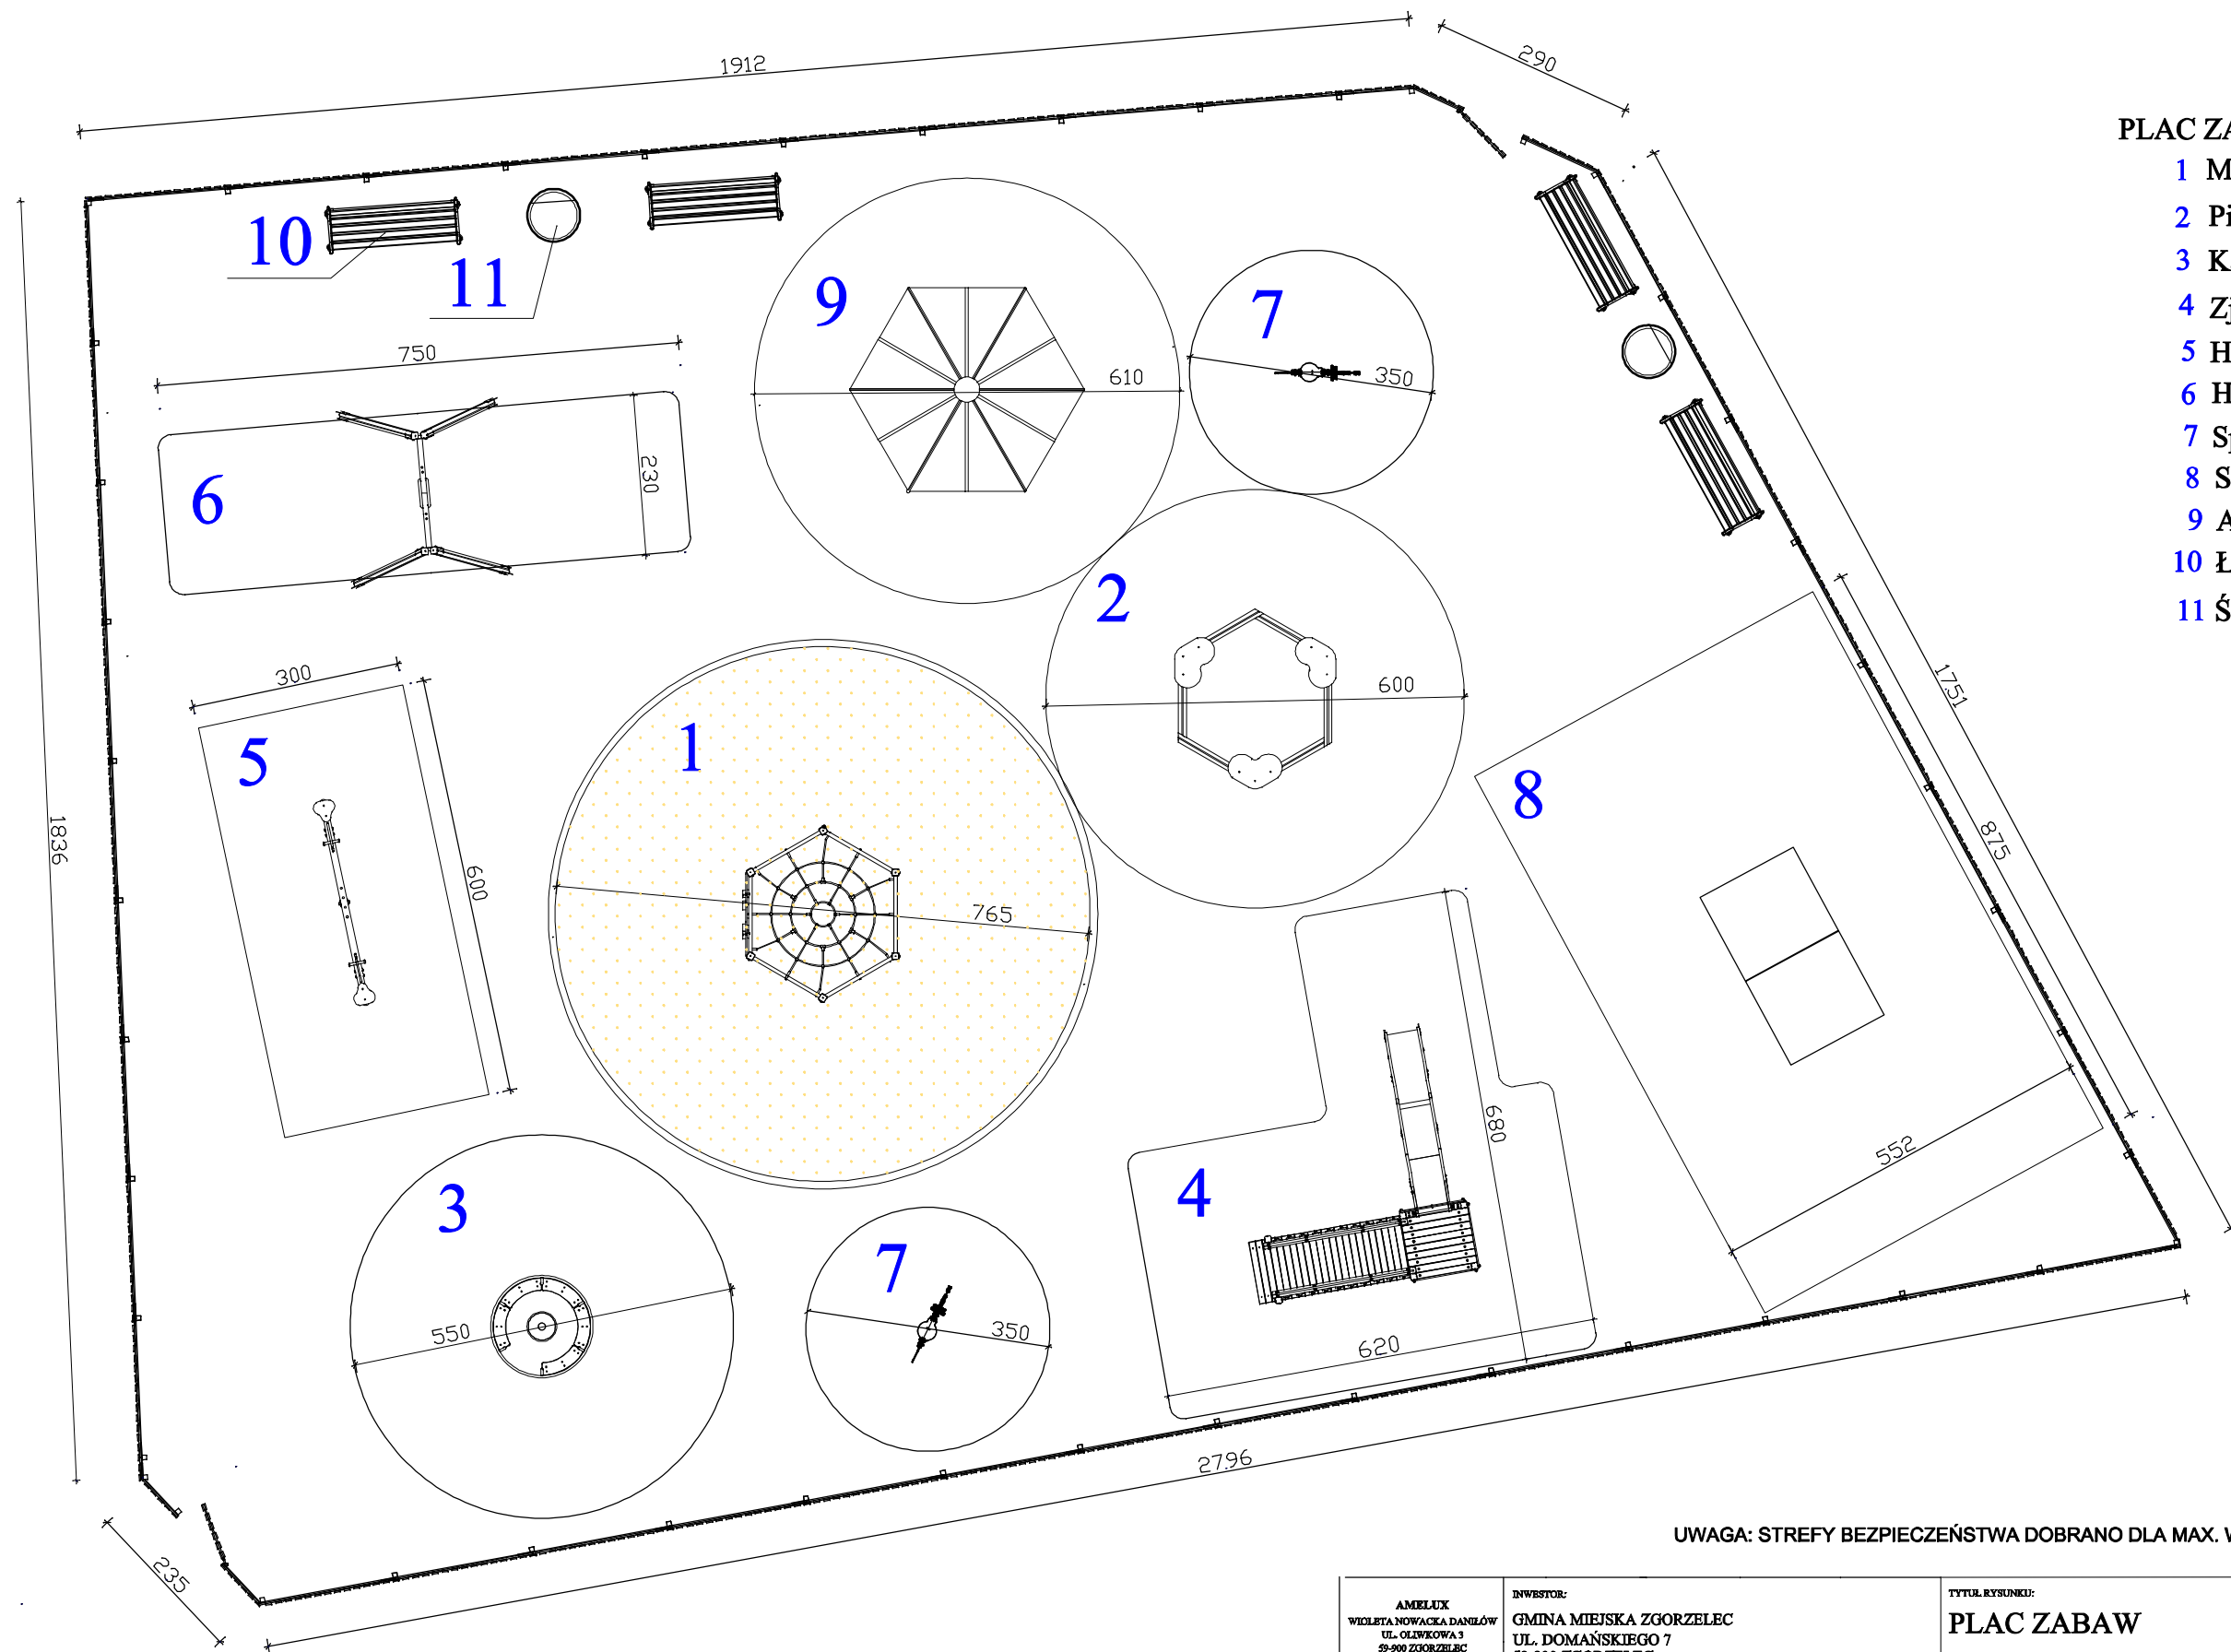 1912
290
PLAC ZA
1 M
2 Pi
3 K
4 Zj
5 H
6 H
7 Sp
8 S
9 A
10 Ł
11 Ś
10
11
9
7
610
350
750
230
6
2
600
300
5
600
1
765
8
1751
875
1836
3
550
7
350
4
680
620
552
2796
235
UWAGA: STREFY BEZPIECZEŃSTWA DOBRANO DLA MAX. W
AMELUX
WIOLETA NOWACKA DANIŁÓW
UL. OLIWKOWA 3
59-900 ZGORZELEC
INWESTOR:
GMINA MIEJSKA ZGORZELEC
UL. DOMAŃSKIEGO 7
TYTUŁ RYSUNKU:
PLAC ZABAW